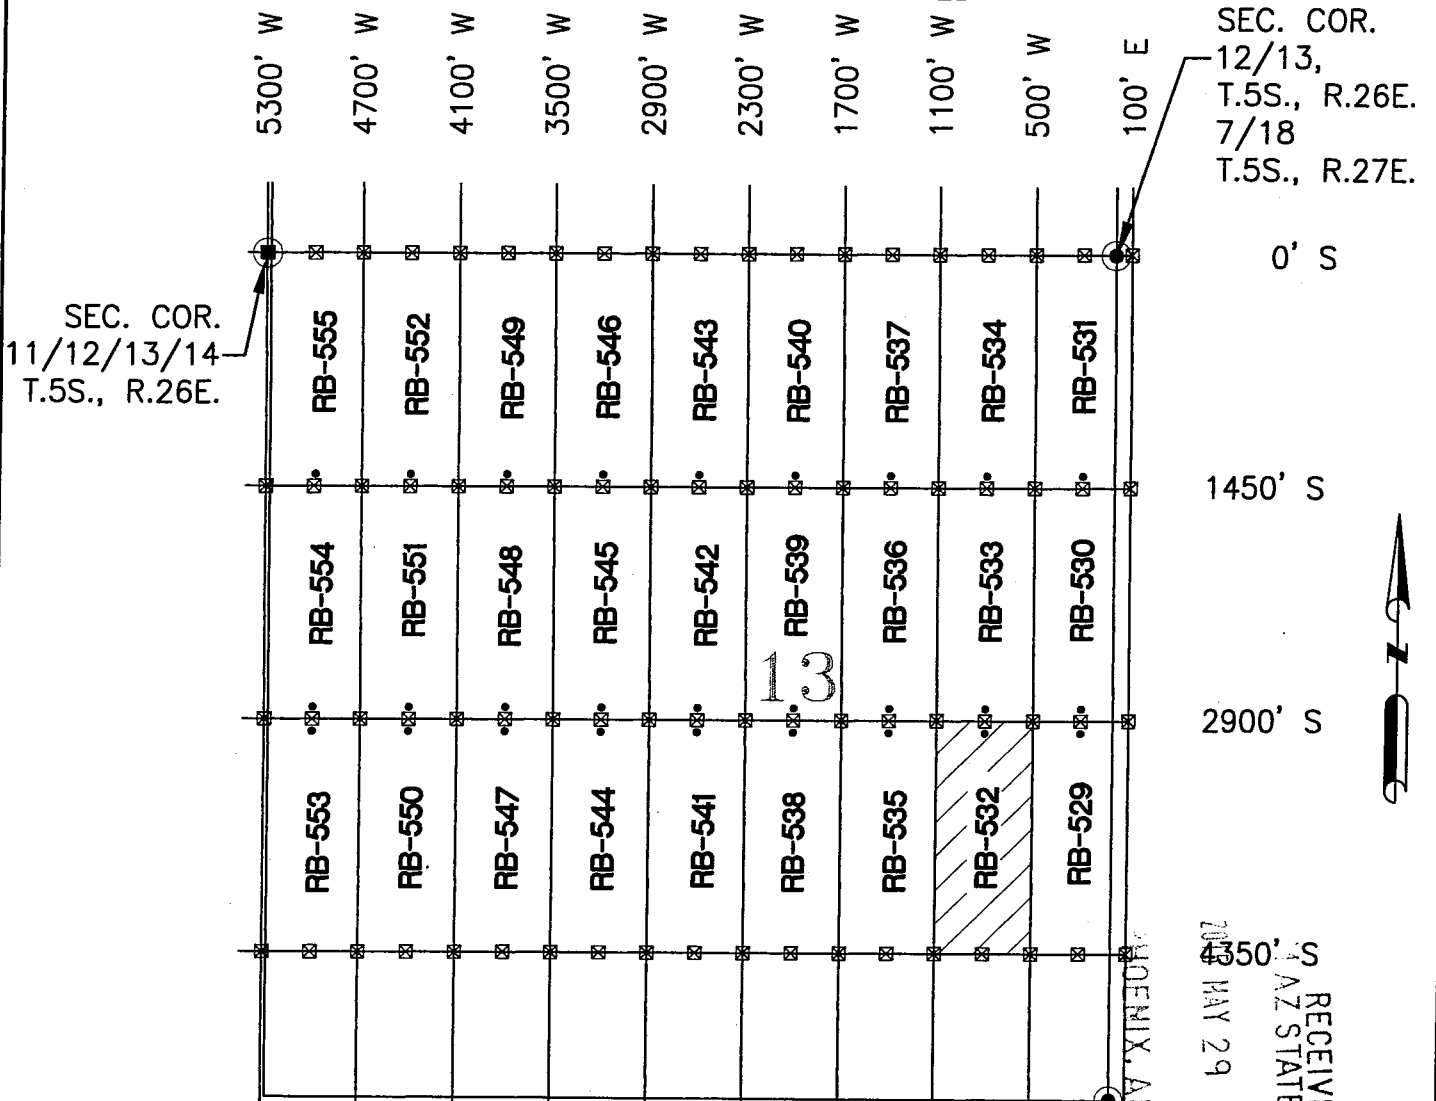 5300' W
4700' W
4100' W
3500' W
2900' W
2300' W
1700' W
1100' W
500' W
100' E
SEC. COR.
12/13,
T.5S., R.26E.
7/18
T.5S., R.27E.
0' S
SEC. COR.
11/12/13/14
T.5S., R.26E.
RB-555
RB-552
RB-549
RB-546
RB-543
RB-540
RB-537
RB-534
RB-531
1450' S
RB-554
RB-551
RB-548
RB-545
RB-542
RB-539
RB-536
RB-533
RB-530
13
N
2900' S
RB-553
RB-550
RB-547
RB-544
RB-541
RB-538
RB-535
RB-532
RB-529
4350' S
RECEIV
AZ STATE
MAY 29
PHOENIX, A